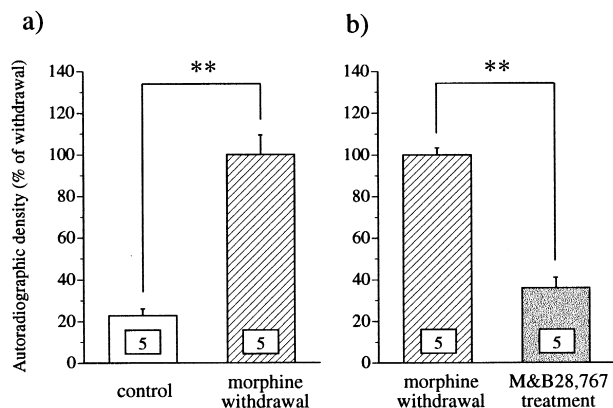 a)
b)
Autoradiographic density (% of withdrawal)
140
120
100
80
60
40
20
0
**
5
5
control
morphine
withdrawal
140
120
100
80
60
40
20
0
**
5
5
morphine
withdrawal
M&B28,767
treatment